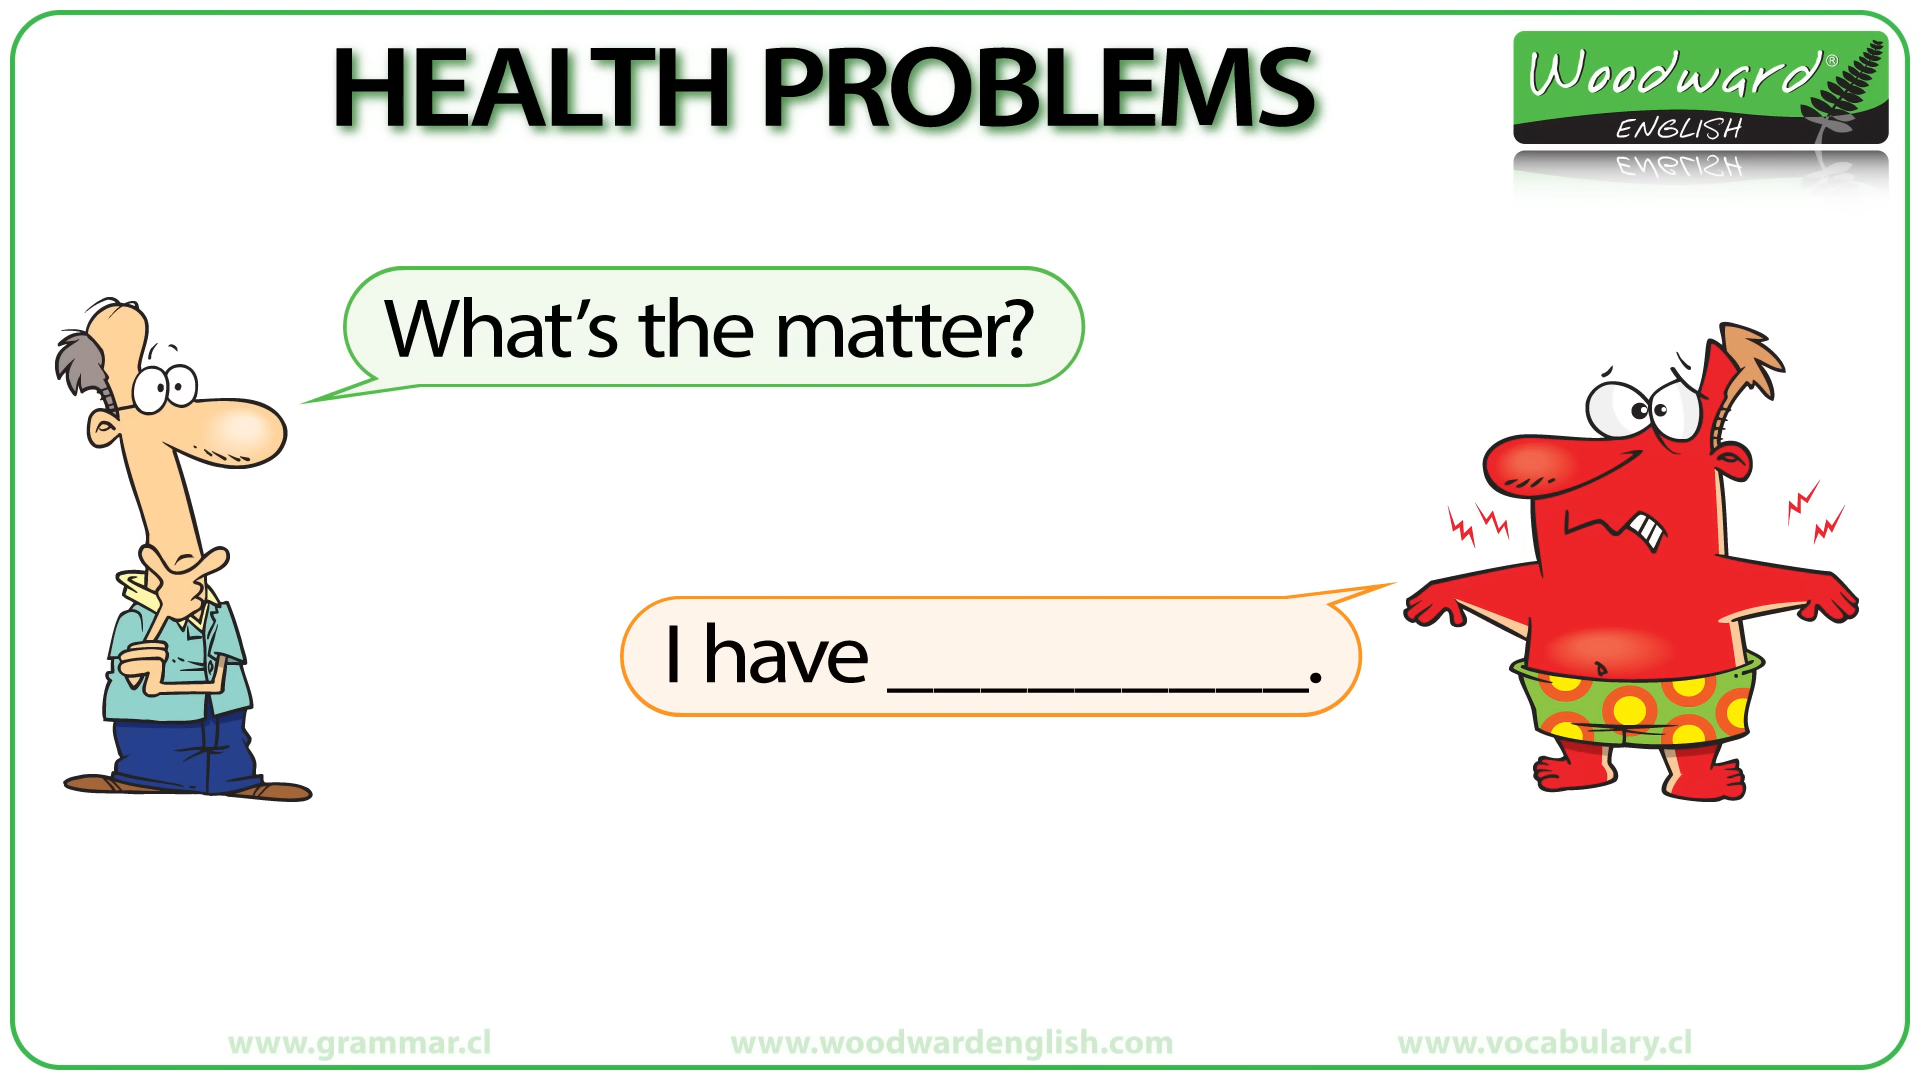 HEALTH PROBLEMS
Woodward®
ENGLISH
What's the matter?
I have ____________.
www.grammar.cl
www.woodwardenglish.com
www.vocabulary.cl